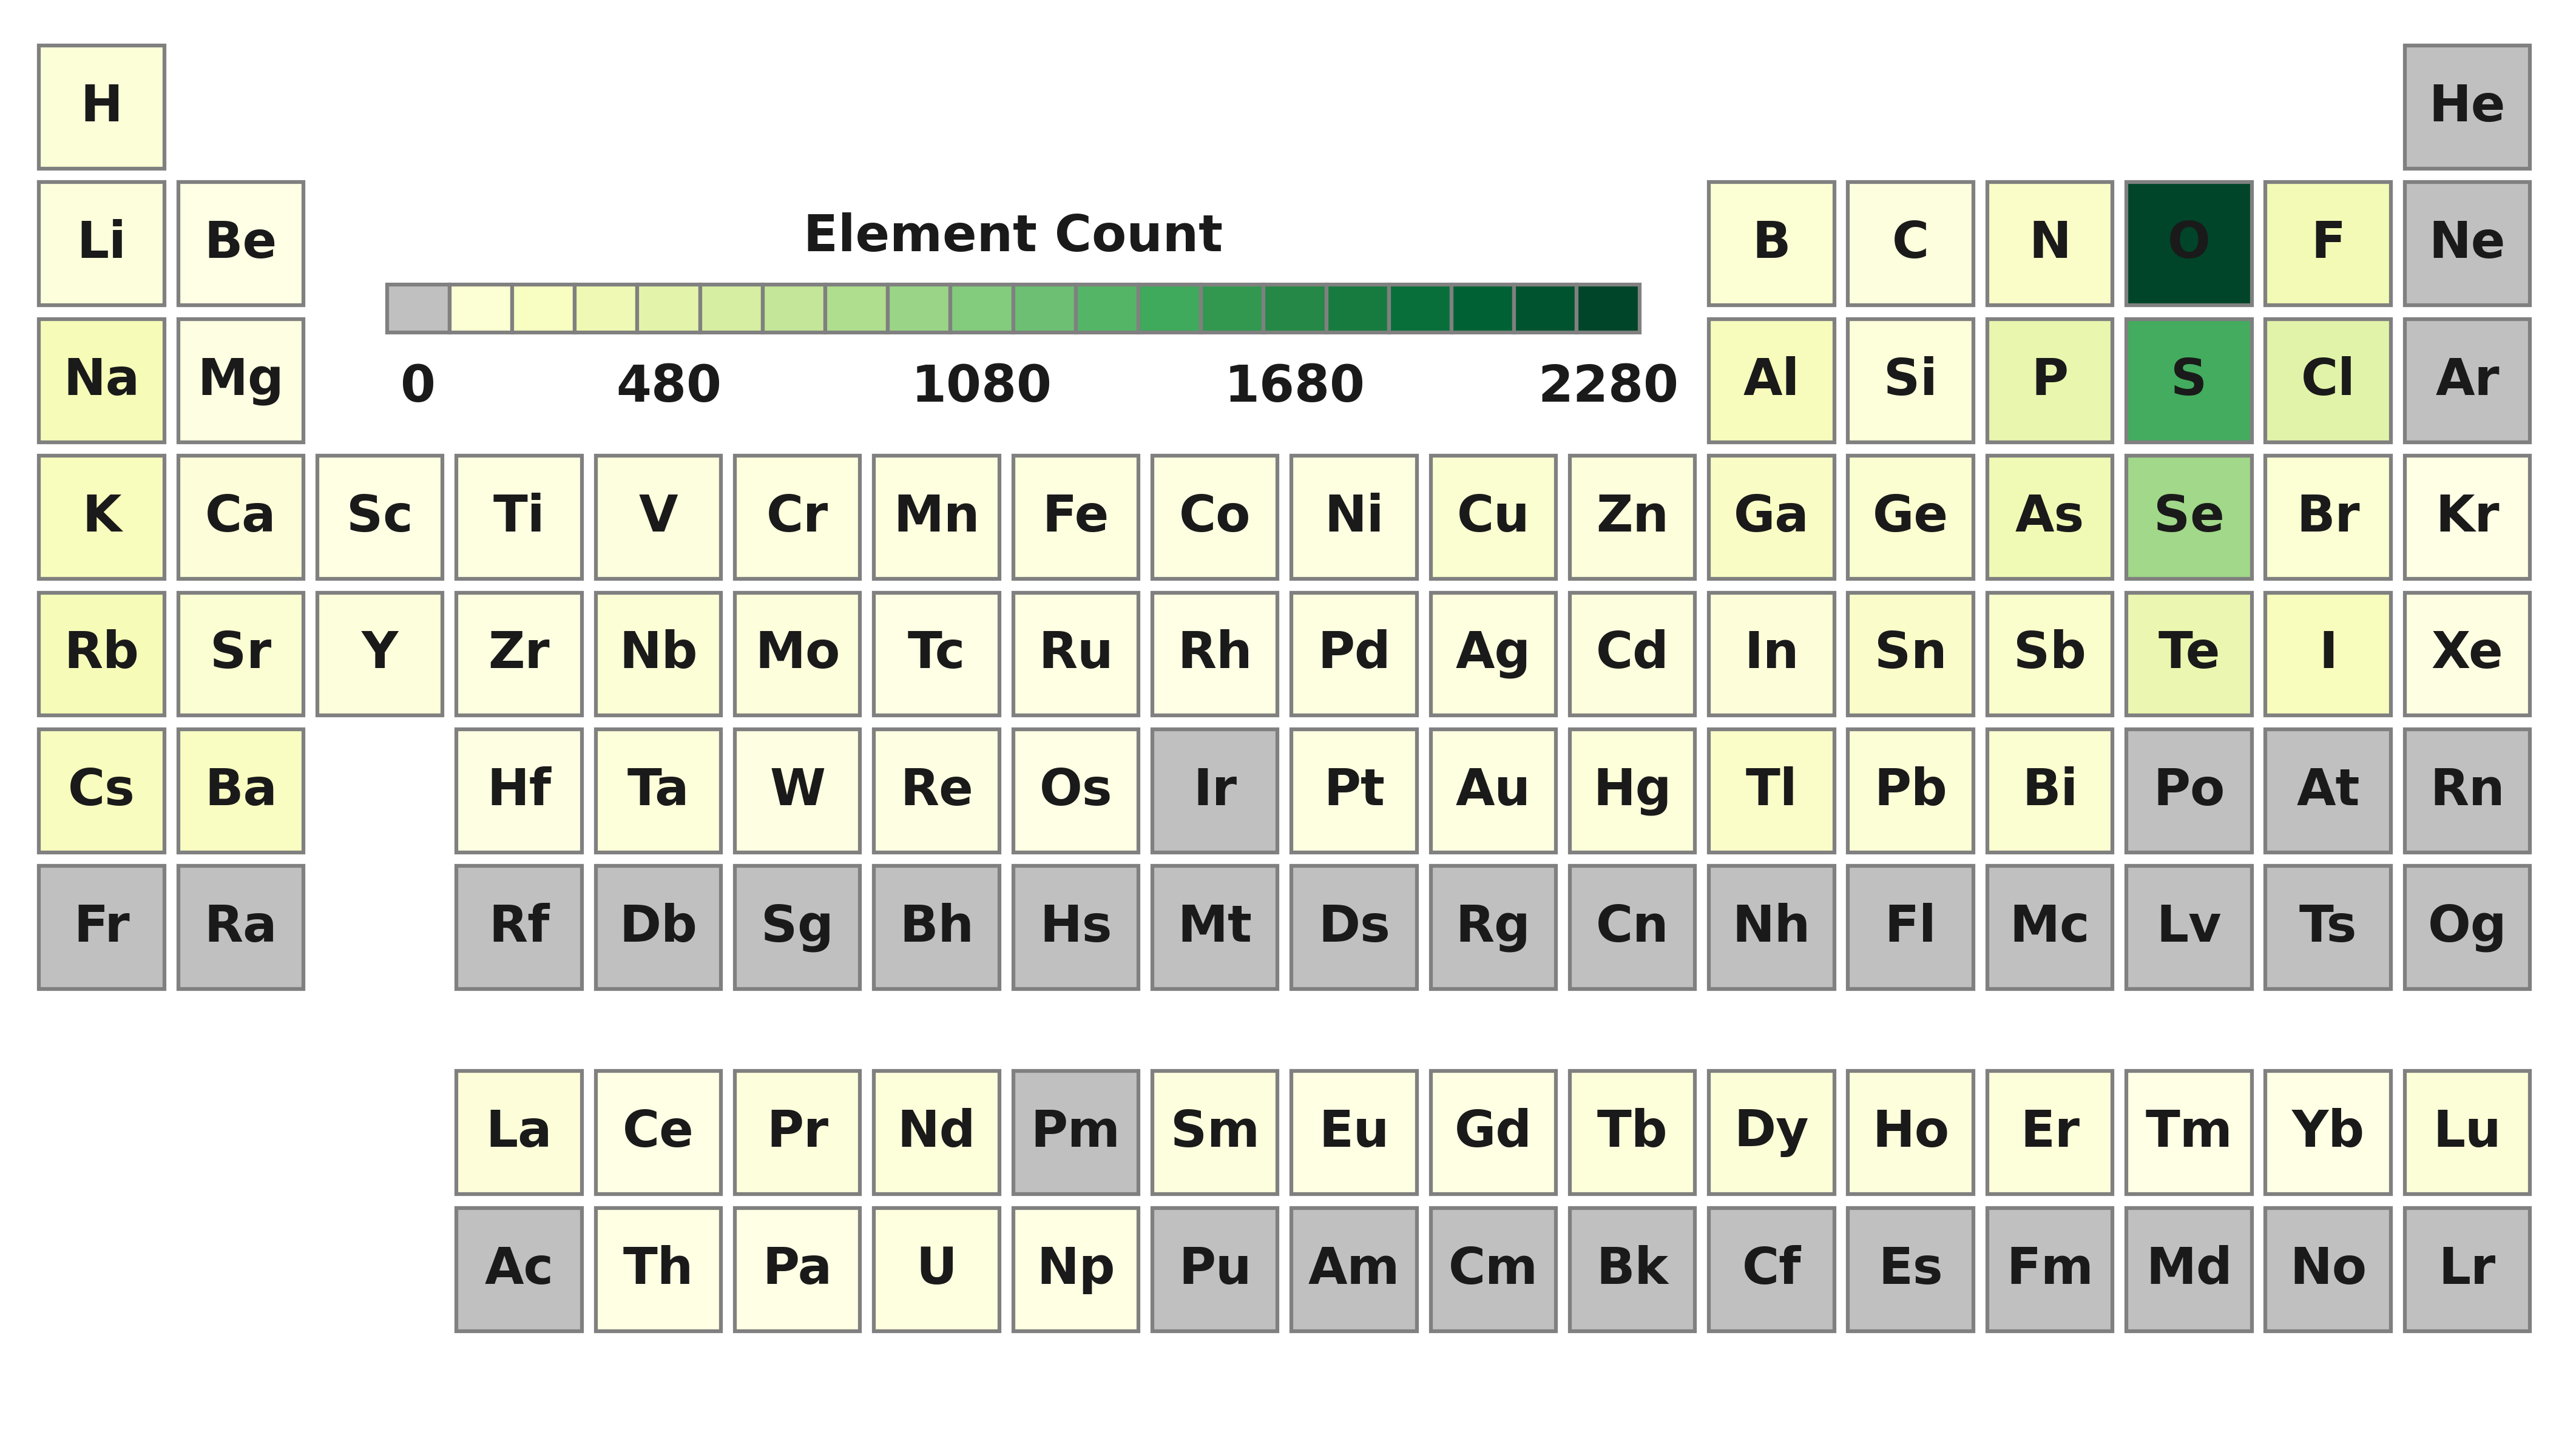 H He
Li Be Element Count B C N O F Ne
Na Mg 0 480 1080 1680 2280 Al Si P S Cl Ar
K Ca Sc Ti V Cr Mn Fe Co Ni Cu Zn Ga Ge As Se Br Kr
Rb Sr Y Zr Nb Mo Tc Ru Rh Pd Ag Cd In Sn Sb Te I Xe
Cs Ba Hf Ta W Re Os Ir Pt Au Hg Tl Pb Bi Po At Rn
Fr Ra Rf Db Sg Bh Hs Mt Ds Rg Cn Nh Fl Mc Lv Ts Og
La Ce Pr Nd Pm Sm Eu Gd Tb Dy Ho Er Tm Yb Lu
Ac Th Pa U Np Pu Am Cm Bk Cf Es Fm Md No Lr